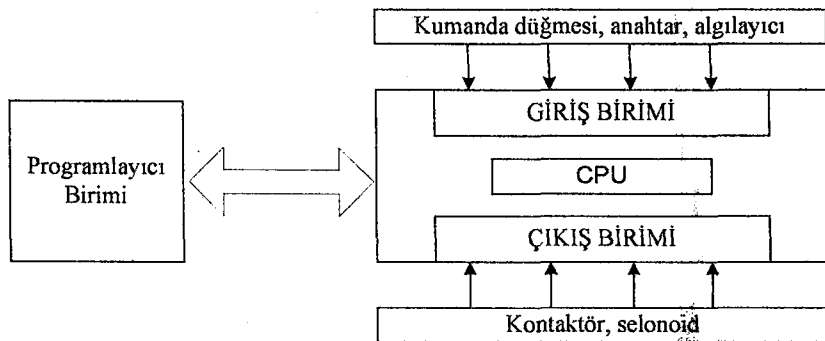 Kumanda düğmesi, anahtar, algılayıcı
GİRİŞ BİRİMİ
Programlayıcı
Birimi
CPU
ÇIKIŞ BİRİMİ
Kontaktör, selonoid